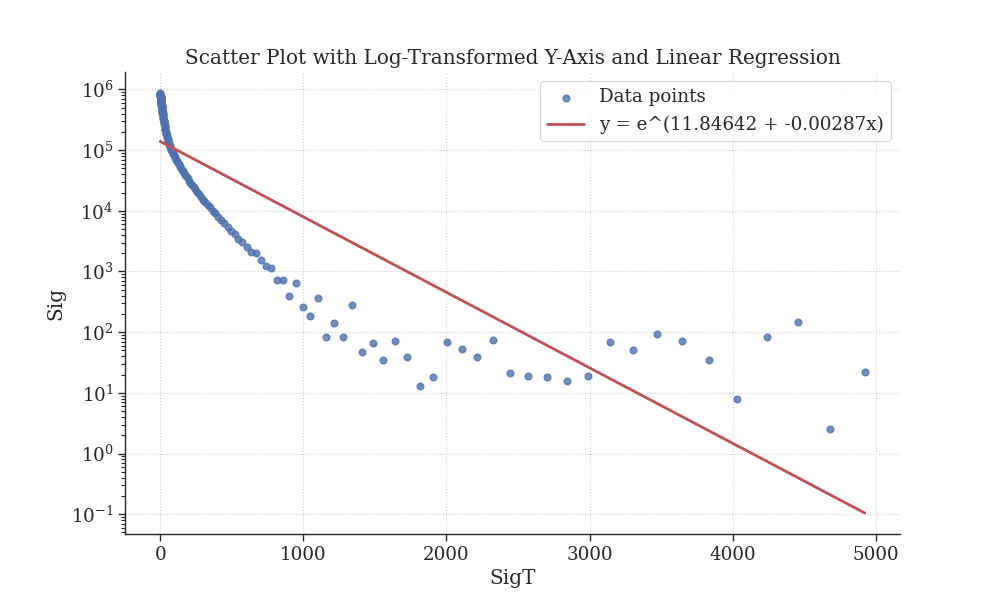 Scatter Plot with Log-Transformed Y-Axis and Linear Regression
Data points
y = e^(11.84642 + -0.00287x)
Sig
10^6
10^5
10^4
10^3
10^2
10^1
10^0
10^−1
0 1000 2000 3000 4000 5000
SigT